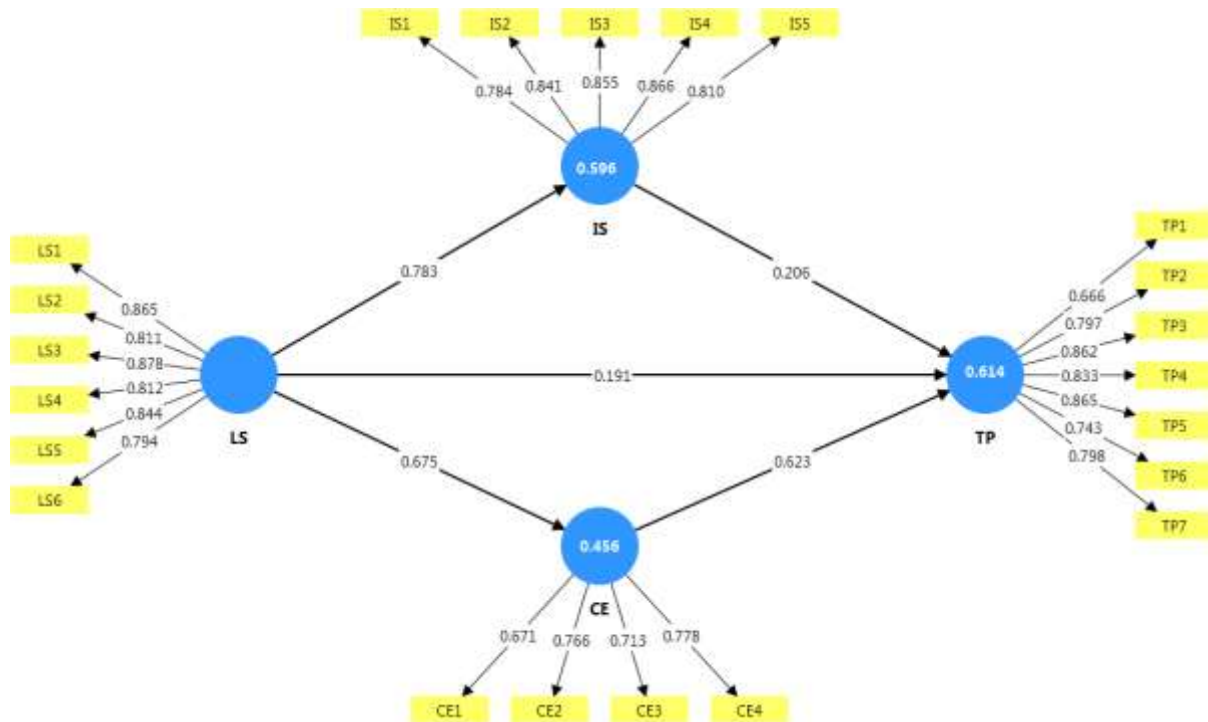 IS1 IS2 IS3 IS4 IS5
0.784 0.841 0.855 0.866 0.810
0.596
IS
LS1
LS2
LS3
LS4
LS5
LS6
0.865
0.811
0.878
0.812
0.844
0.794
LS
0.783
0.206
0.191
0.675
0.623
0.614
TP
0.666
0.797
0.862
0.833
0.865
0.743
0.798
TP1
TP2
TP3
TP4
TP5
TP6
TP7
0.456
CE
0.671 0.766 0.713 0.778
CE1 CE2 CE3 CE4